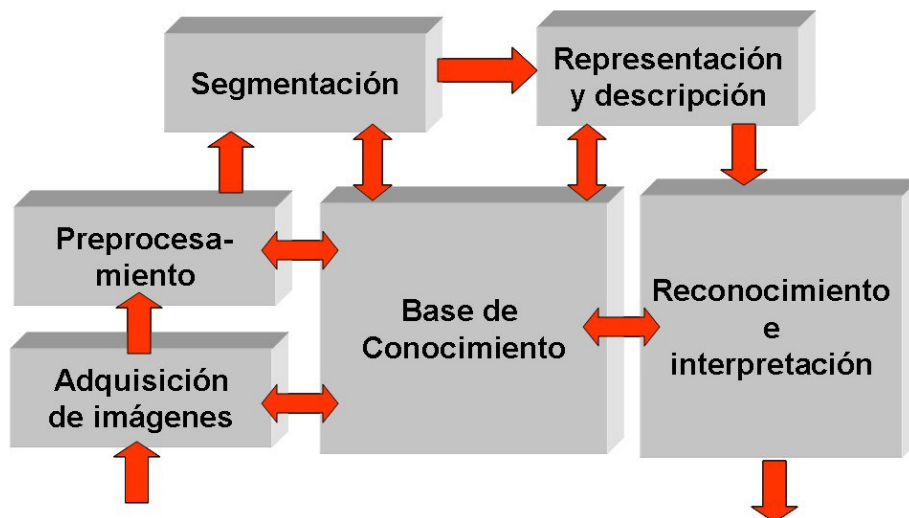 Segmentación
Representación
y descripción
Preprocesa-
miento
Base de
Conocimiento
Reconocimiento
e
interpretación
Adquisición
de imágenes